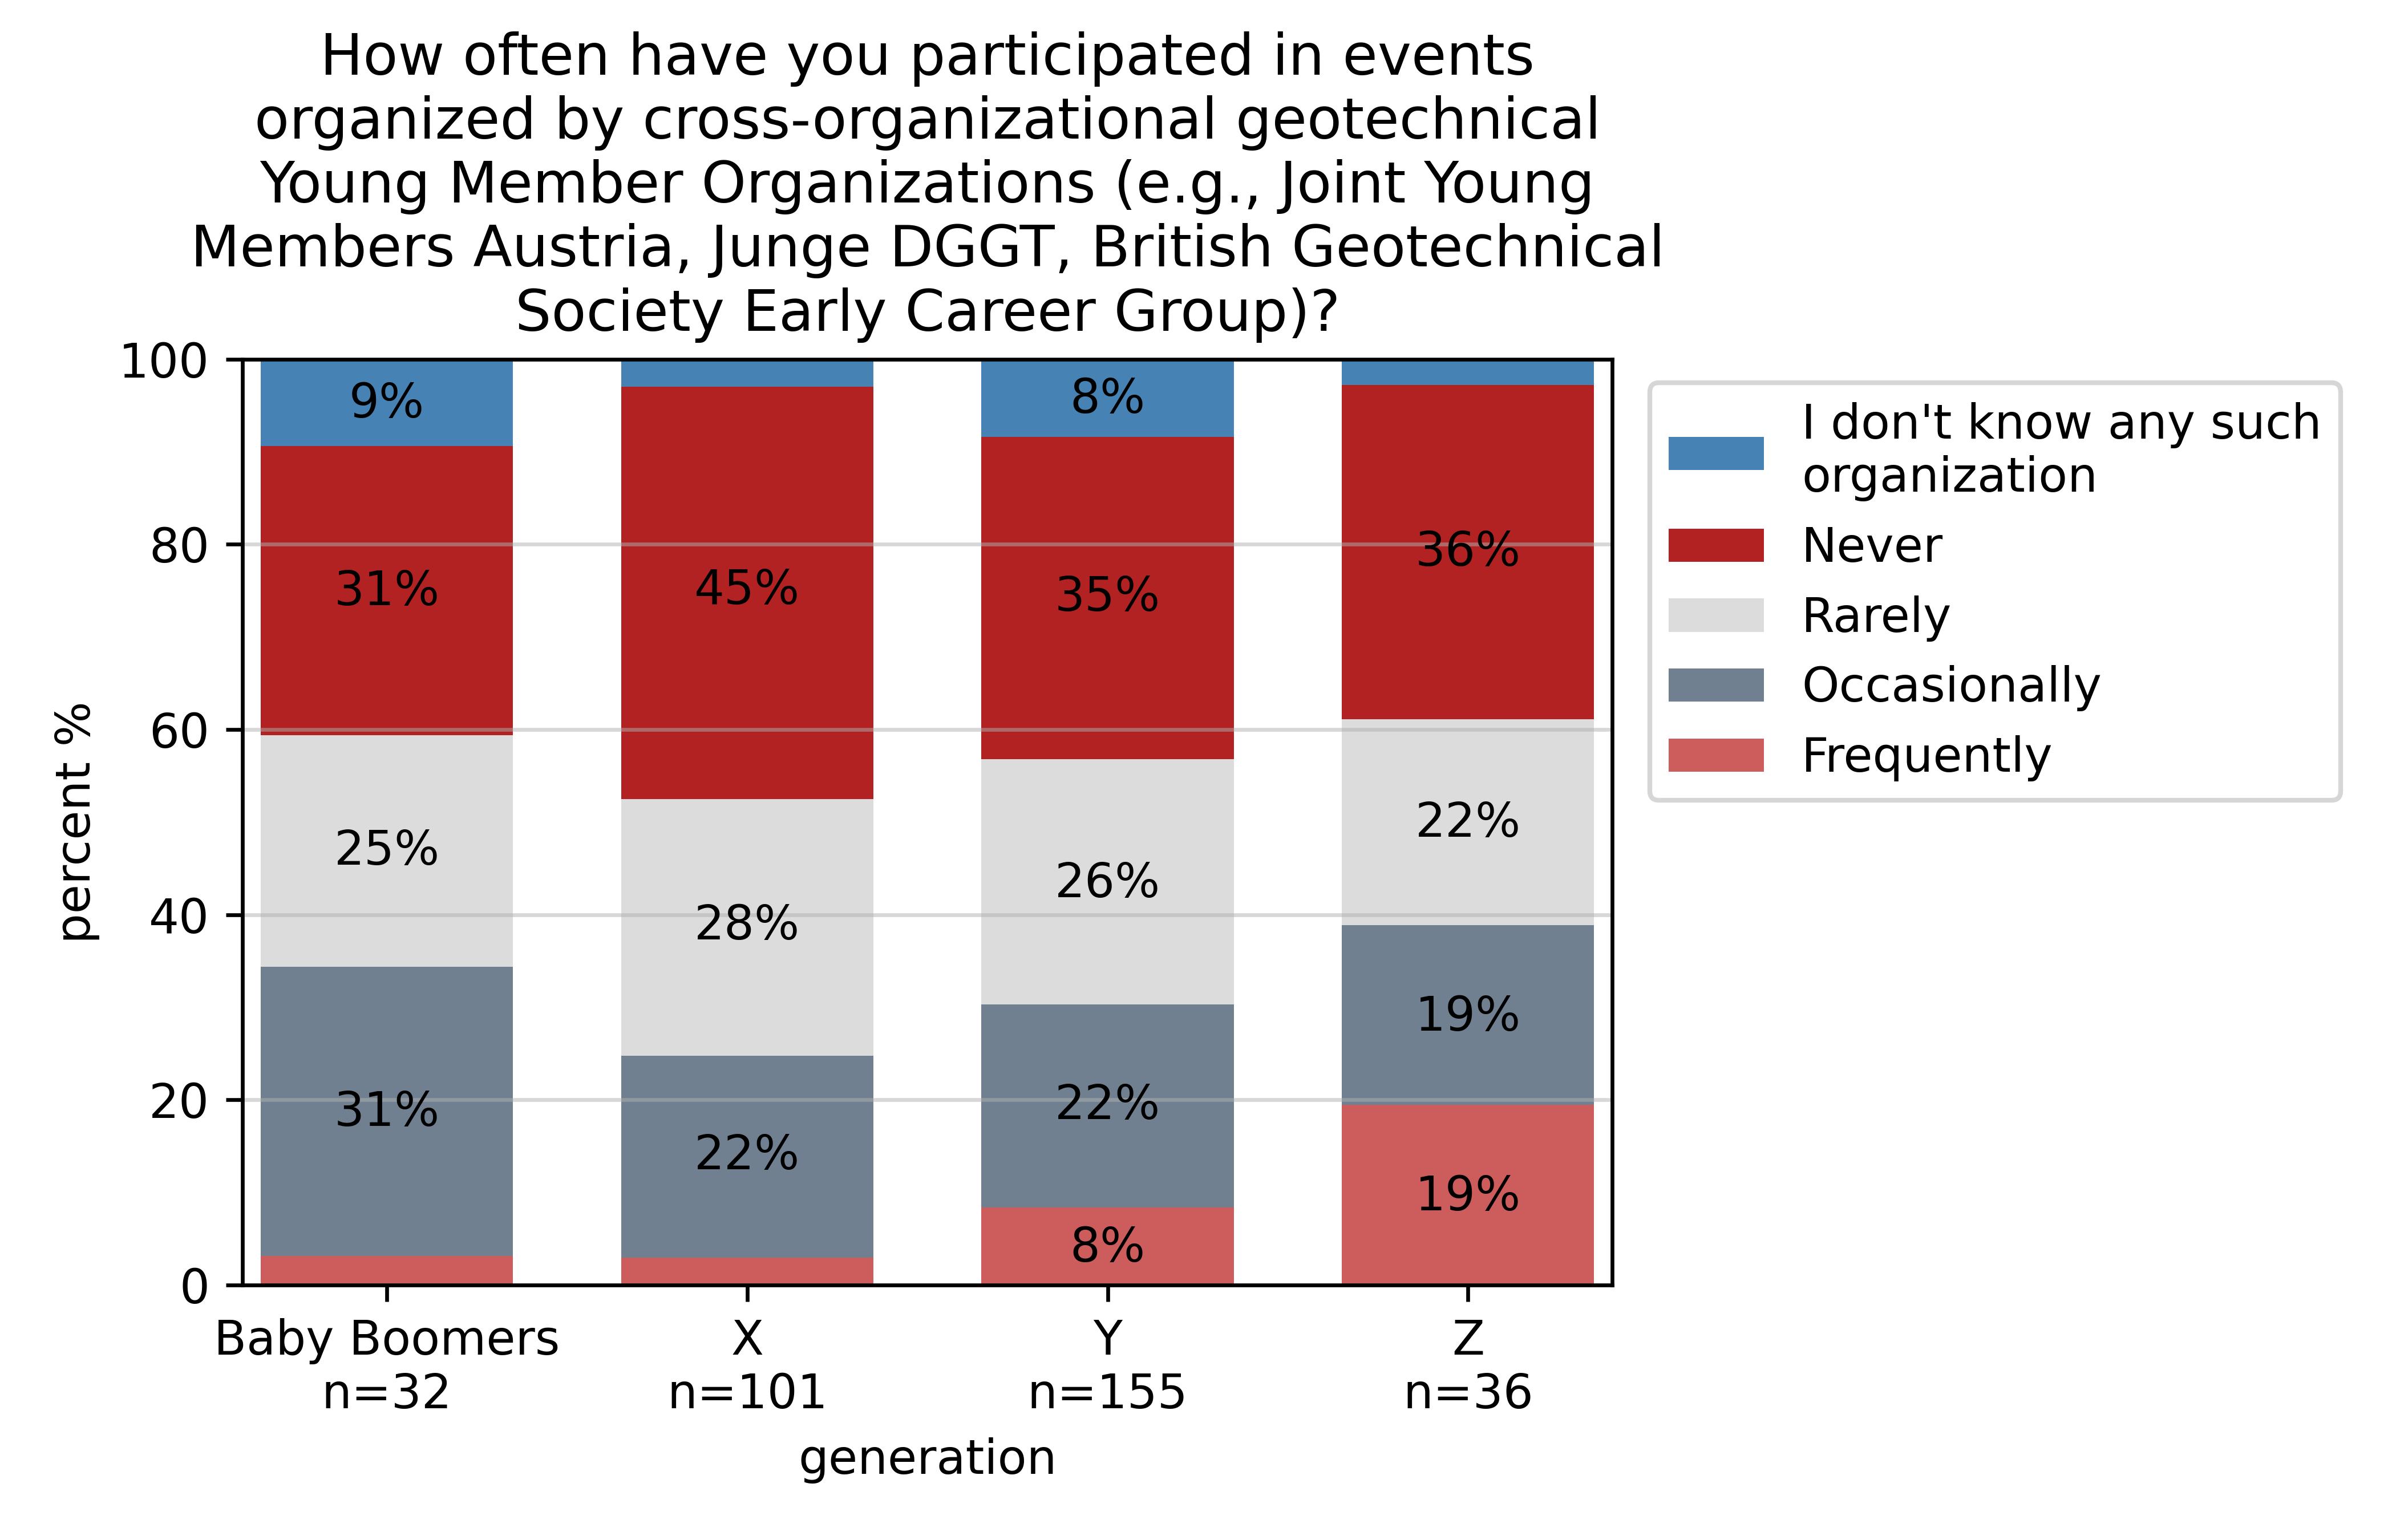 How often have you participated in events
organized by cross-organizational geotechnical
Young Member Organizations (e.g., Joint Young
Members Austria, Junge DGGT, British Geotechnical
Society Early Career Group)?
100
80
60
40
20
0
percent %
9%
31%
25%
31%
45%
28%
22%
8%
35%
26%
22%
8%
36%
22%
19%
19%
Baby Boomers
n=32
X
n=101
Y
n=155
Z
n=36
generation
I don't know any such
organization
Never
Rarely
Occasionally
Frequently